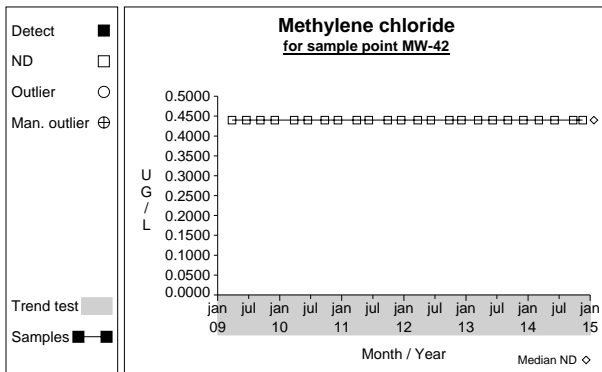 Detect
ND
Outlier
Man. outlier
Trend test
Samples
Methylene chloride
for sample point MW-42
U
G
/
L
0.5000
0.4500
0.4000
0.3500
0.3000
0.2500
0.2000
0.1500
0.1000
0.0500
0.0000
jan jul jan jul jan jul jan jul jan jul jan jul jan
09 10 11 12 13 14 15
Month / Year
Median ND